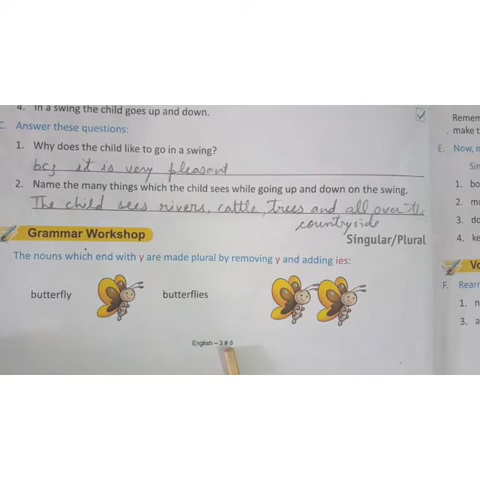 4. In a swing the child goes up and down.
C. Answer these questions:
1. Why does the child like to go in a swing?
bcz it is very pleasant
2. Name the many things which the child sees while going up and down on the swing.
The child sees rivers, cattle, trees and all over the
countryside
Grammar Workshop
Singular/Plural
The nouns which end with y are made plural by removing y and adding ies:
butterfly
butterflies
English – 3
Remem
make t
E. Now, n
Sin
1. bo
2. m
3. do
4. ke
Vo
F. Rearr
1. n
3. a